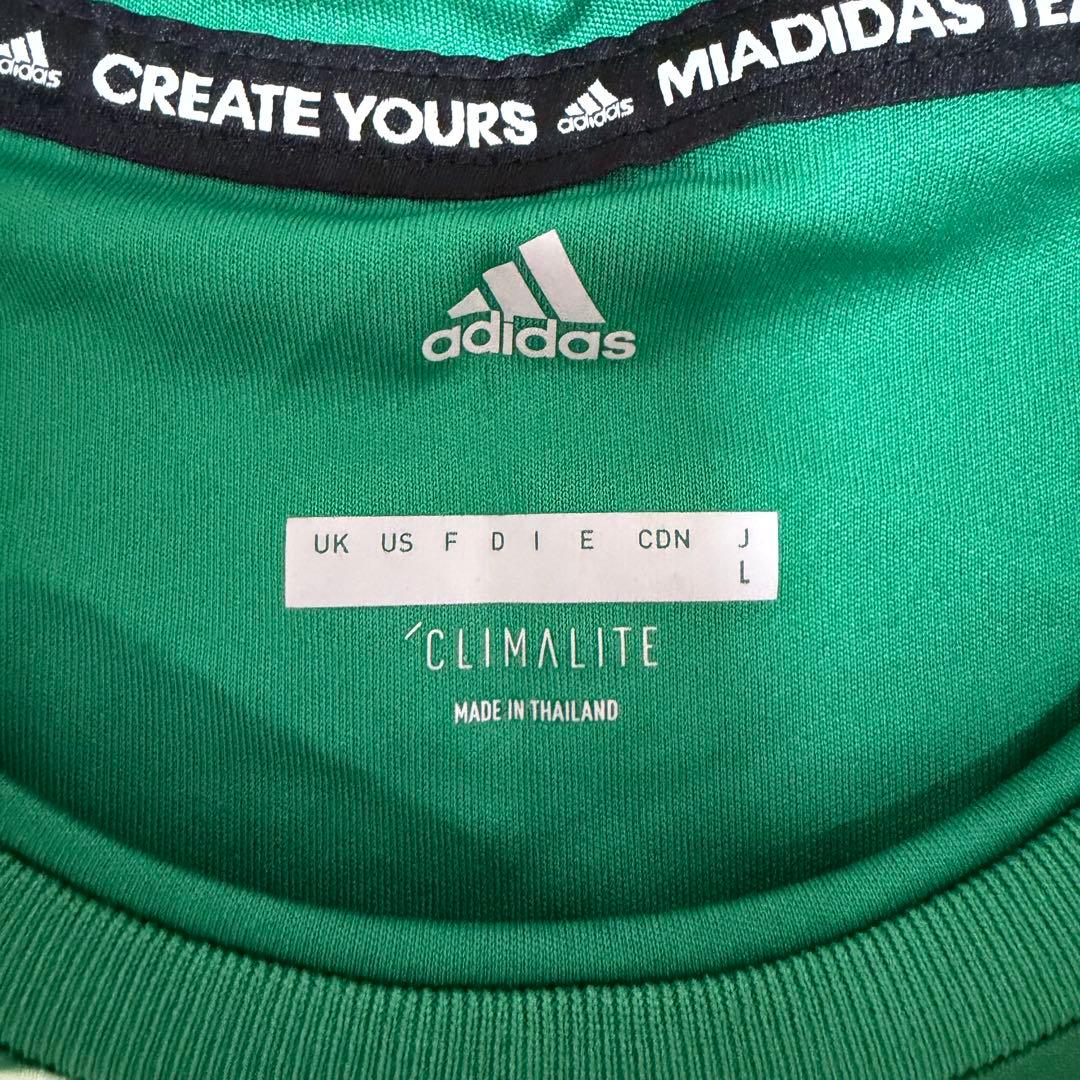 adidas CREATE YOURS adidas MIADIDAS
adidas
UK US F D I E CDN J
L
´CLIMALITE
MADE IN THAILAND